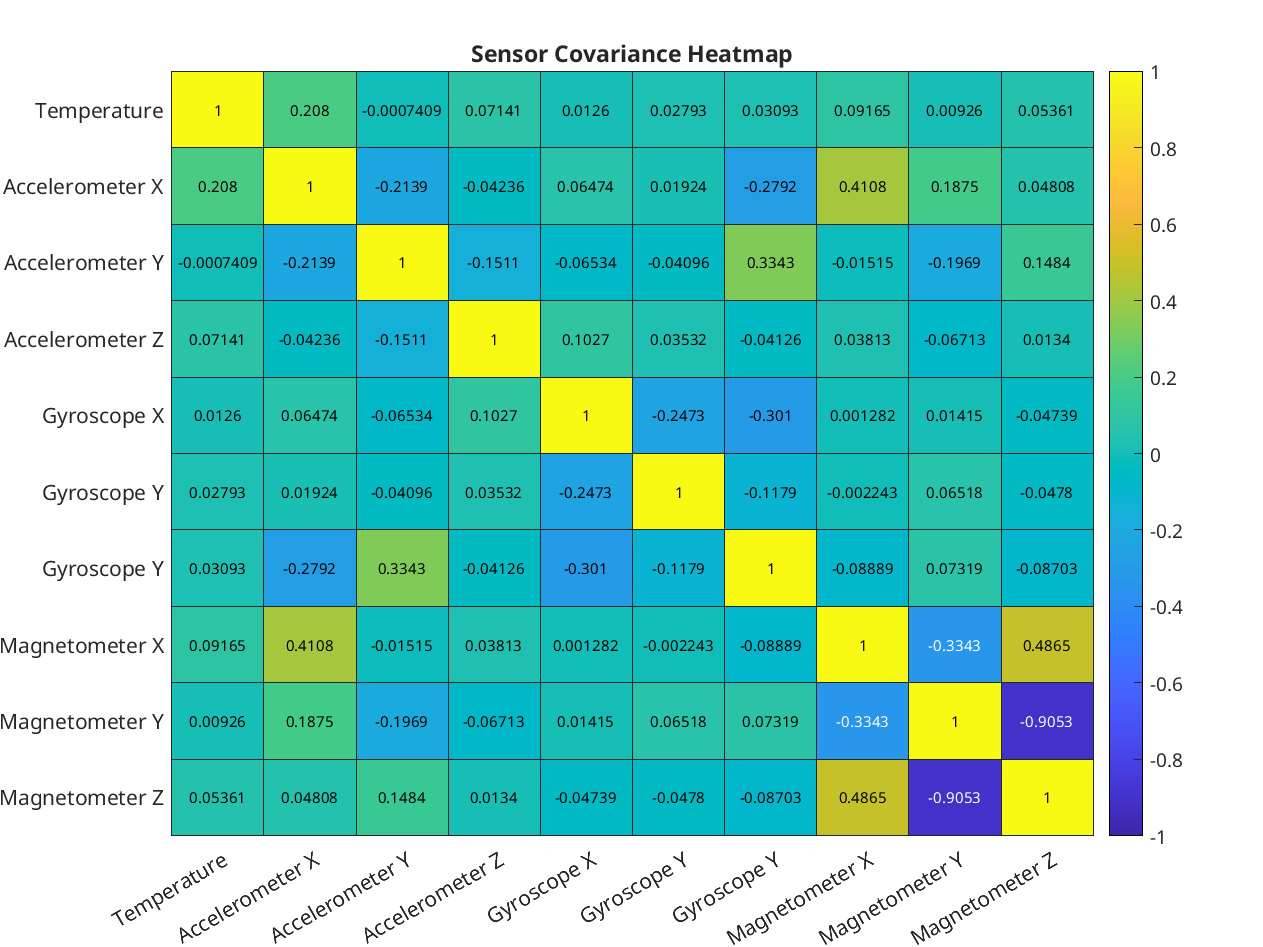 Sensor Covariance Heatmap
Temperature 1 0.208 -0.0007409 0.07141 0.0126 0.02793 0.03093 0.09165 0.00926 0.05361
Accelerometer X 0.208 1 -0.2139 -0.04236 0.06474 0.01924 -0.2792 0.4108 0.1875 0.04808
Accelerometer Y -0.0007409 -0.2139 1 -0.1511 -0.06534 -0.04096 0.3343 -0.01515 -0.1969 0.1484
Accelerometer Z 0.07141 -0.04236 -0.1511 1 0.1027 0.03532 -0.04126 0.03813 -0.06713 0.0134
Gyroscope X 0.0126 0.06474 -0.06534 0.1027 1 -0.2473 -0.301 0.001282 0.01415 -0.04739
Gyroscope Y 0.02793 0.01924 -0.04096 0.03532 -0.2473 1 -0.1179 -0.002243 0.06518 -0.0478
Gyroscope Y 0.03093 -0.2792 0.3343 -0.04126 -0.301 -0.1179 1 -0.08889 0.07319 -0.08703
Magnetometer X 0.09165 0.4108 -0.01515 0.03813 0.001282 -0.002243 -0.08889 1 -0.3343 0.4865
Magnetometer Y 0.00926 0.1875 -0.1969 -0.06713 0.01415 0.06518 0.07319 -0.3343 1 -0.9053
Magnetometer Z 0.05361 0.04808 0.1484 0.0134 -0.04739 -0.0478 -0.08703 0.4865 -0.9053 1
Temperature
Accelerometer X
Accelerometer Y
Accelerometer Z
Gyroscope X
Gyroscope Y
Gyroscope Y
Magnetometer X
Magnetometer Y
Magnetometer Z
1
0.8
0.6
0.4
0.2
0
-0.2
-0.4
-0.6
-0.8
-1